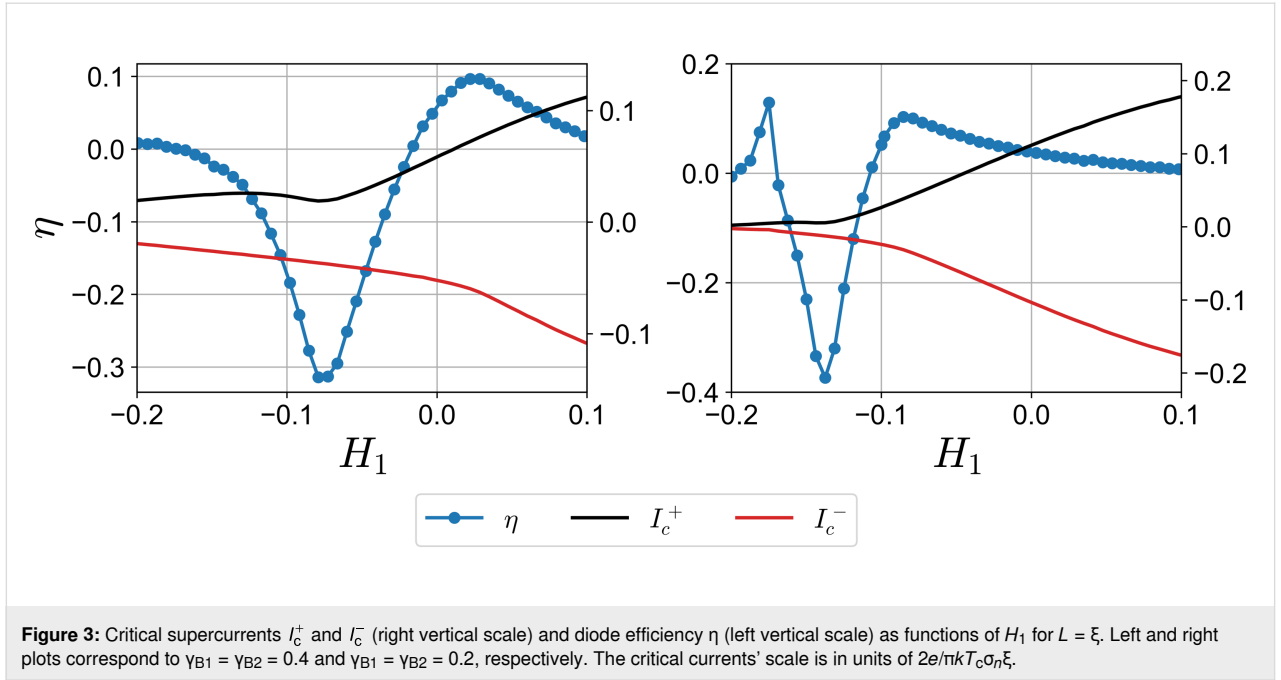 0.1
0.0
−0.1
−0.2
−0.3
η
0.1
0.0
−0.1
−0.2 −0.1 0.0 0.1
H1
0.2
0.0
−0.2
−0.4
0.2
0.1
0.0
−0.1
−0.2
−0.2 −0.1 0.0 0.1
H1
η Ic+ Ic−
Figure 3: Critical supercurrents Ic+ and Ic− (right vertical scale) and diode efficiency η (left vertical scale) as functions of H1 for L = ξ. Left and right
plots correspond to γB1 = γB2 = 0.4 and γB1 = γB2 = 0.2, respectively. The critical currents’ scale is in units of 2e/πkTcσnξ.